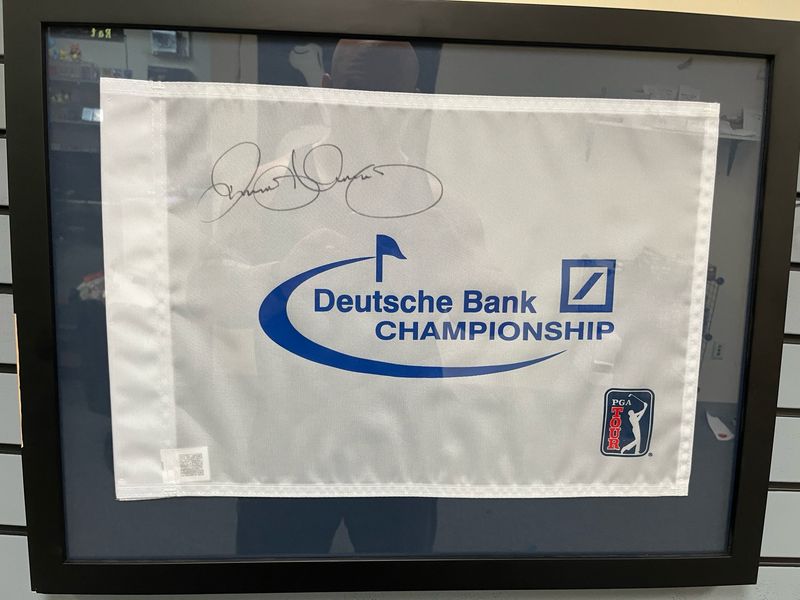 Deutsche Bank
CHAMPIONSHIP
PGA
TOUR